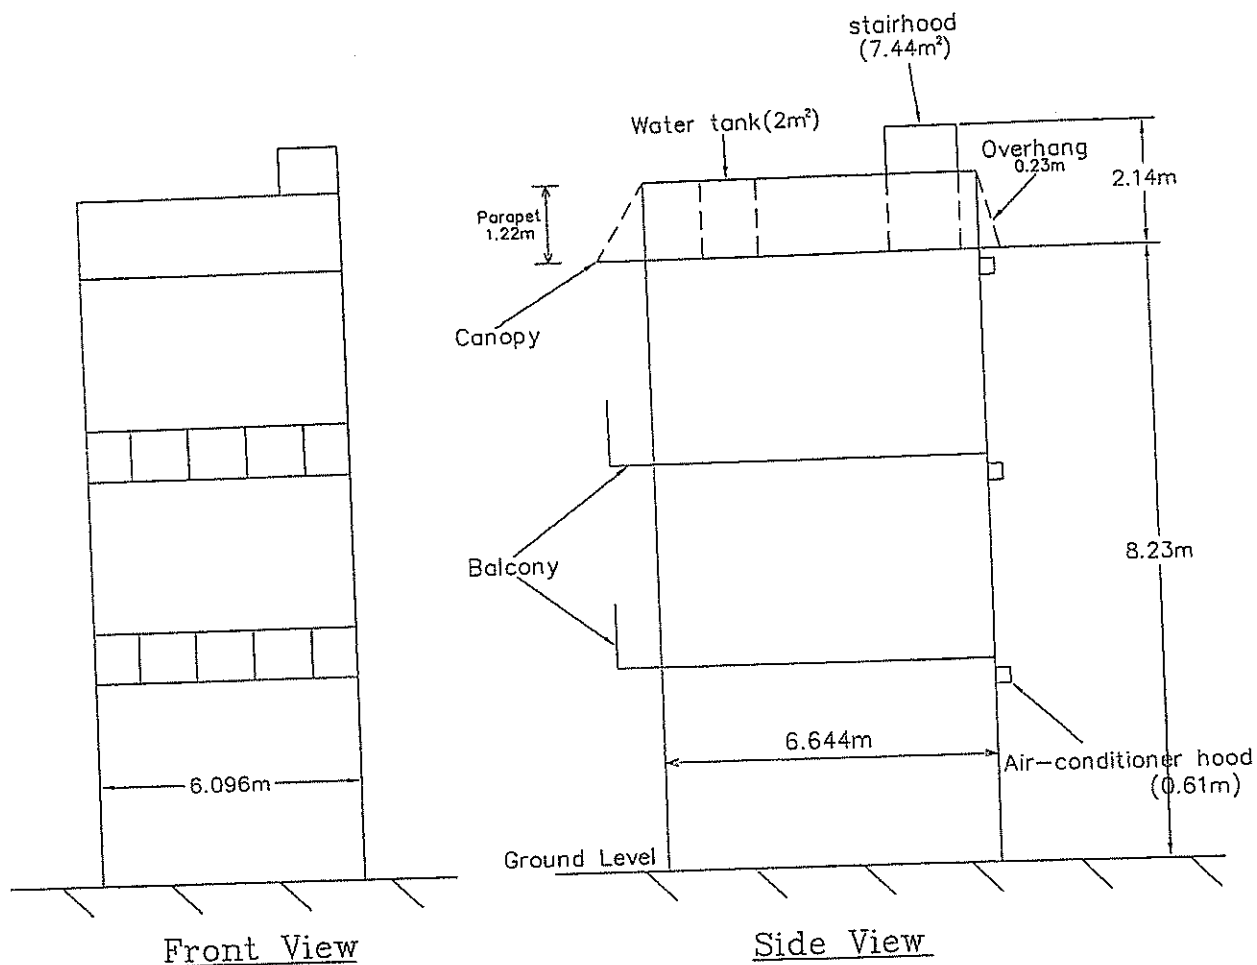 stairhood
(7.44m²)
Water tank(2m²)
Overhang
0.23m
2.14m
Parapet
1.22m
Canopy
8.23m
Balcony
6.644m
6.096m
Air-conditioner hood
(0.61m)
Ground Level
Front View
Side View